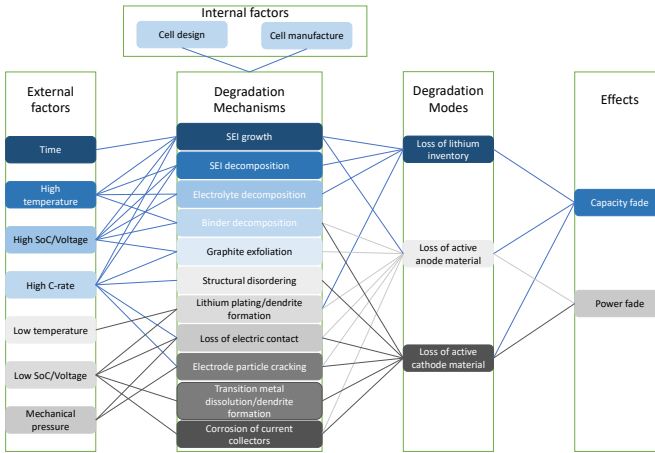 Internal factors
Cell design
Cell manufacture
External
factors
Time
High
temperature
High SoC/Voltage
High C-rate
Low temperature
Low SoC/Voltage
Mechanical
pressure
Degradation
Mechanisms
SEI growth
SEI decomposition
Electrolyte decomposition
Binder decomposition
Graphite exfoliation
Structural disordering
Lithium plating/dendrite
formation
Loss of electric contact
Electrode particle cracking
Transition metal
dissolution/dendrite
formation
Corrosion of current
collectors
Degradation
Modes
Loss of lithium
inventory
Loss of active
anode material
Loss of active
cathode material
Effects
Capacity fade
Power fade